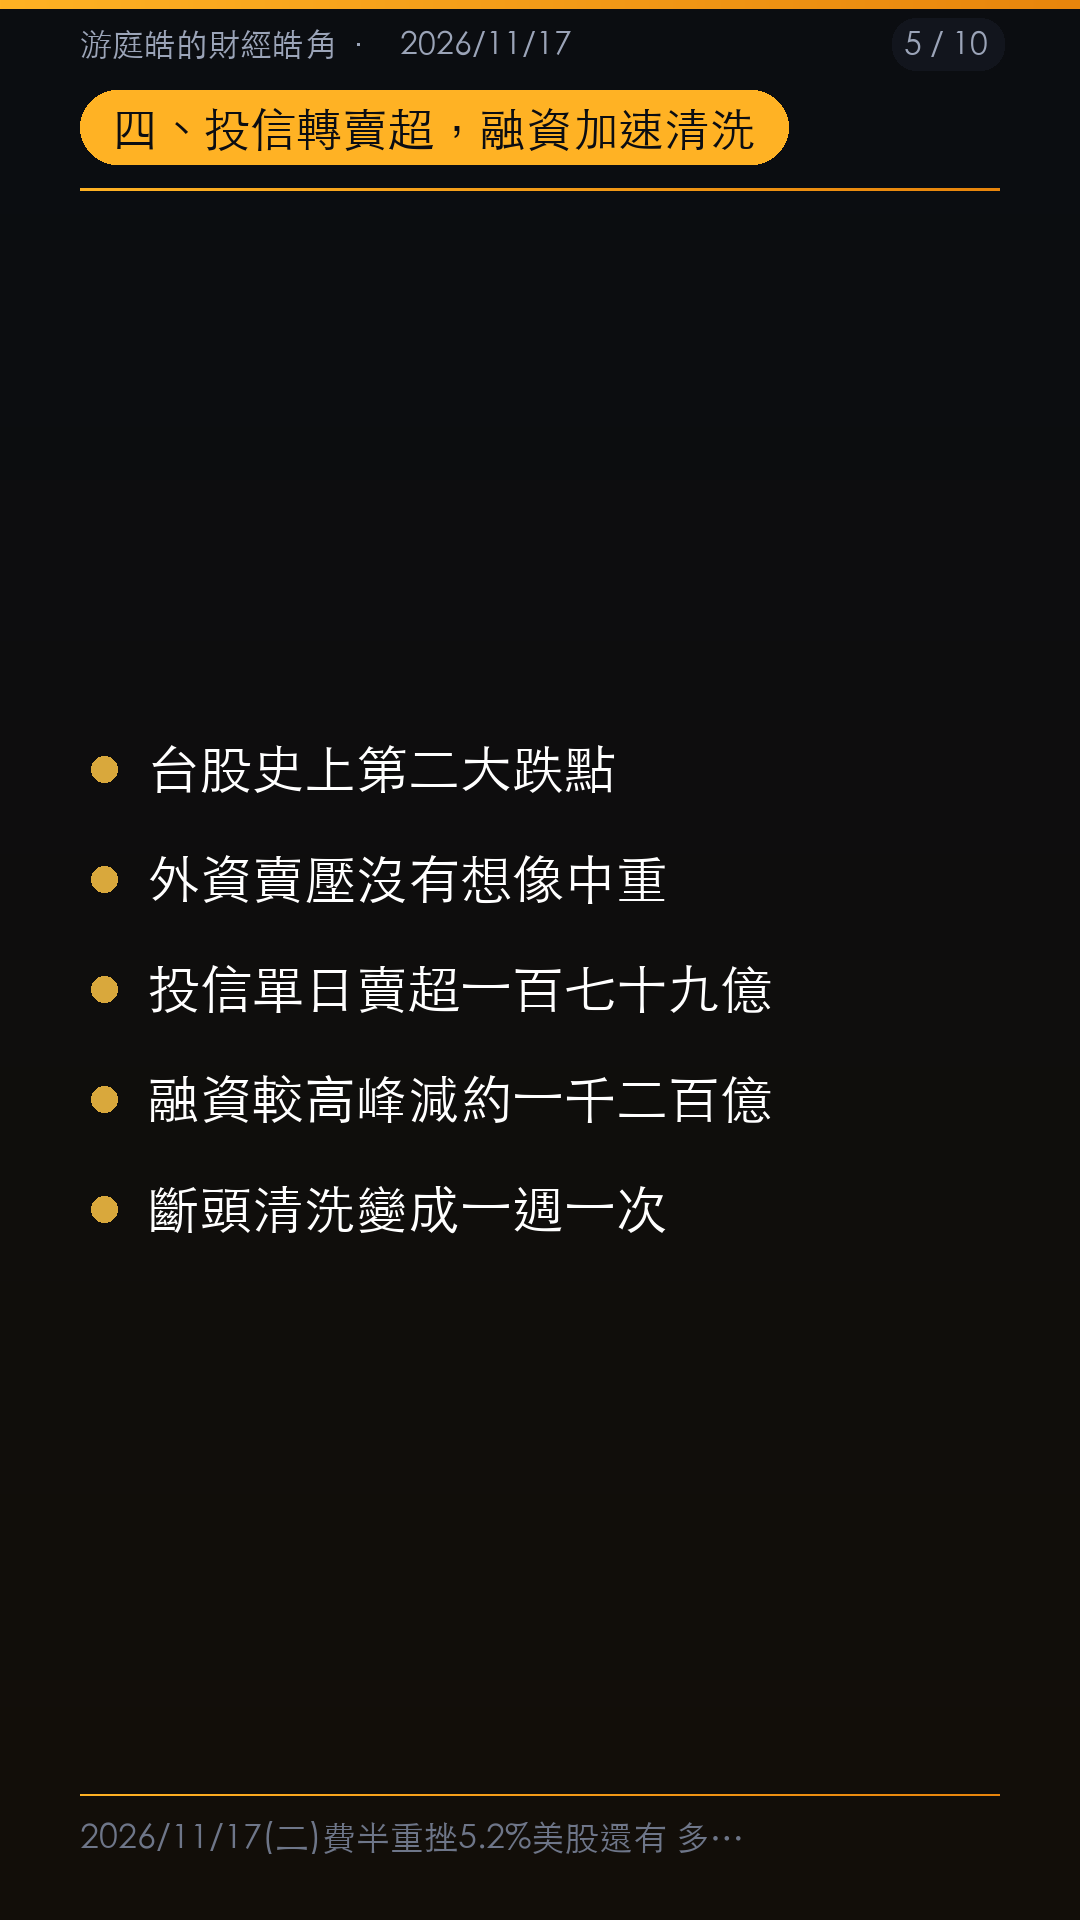 游庭皓的財經皓角 · 2026/11/17
5 / 10
四、投信轉賣超，融資加速清洗
台股史上第二大跌點
外資賣壓沒有想像中重
投信單日賣超一百七十九億
融資較高峰減約一千二百億
斷頭清洗變成一週一次
2026/11/17(二)費半重挫5.2%美股還有 多⋯